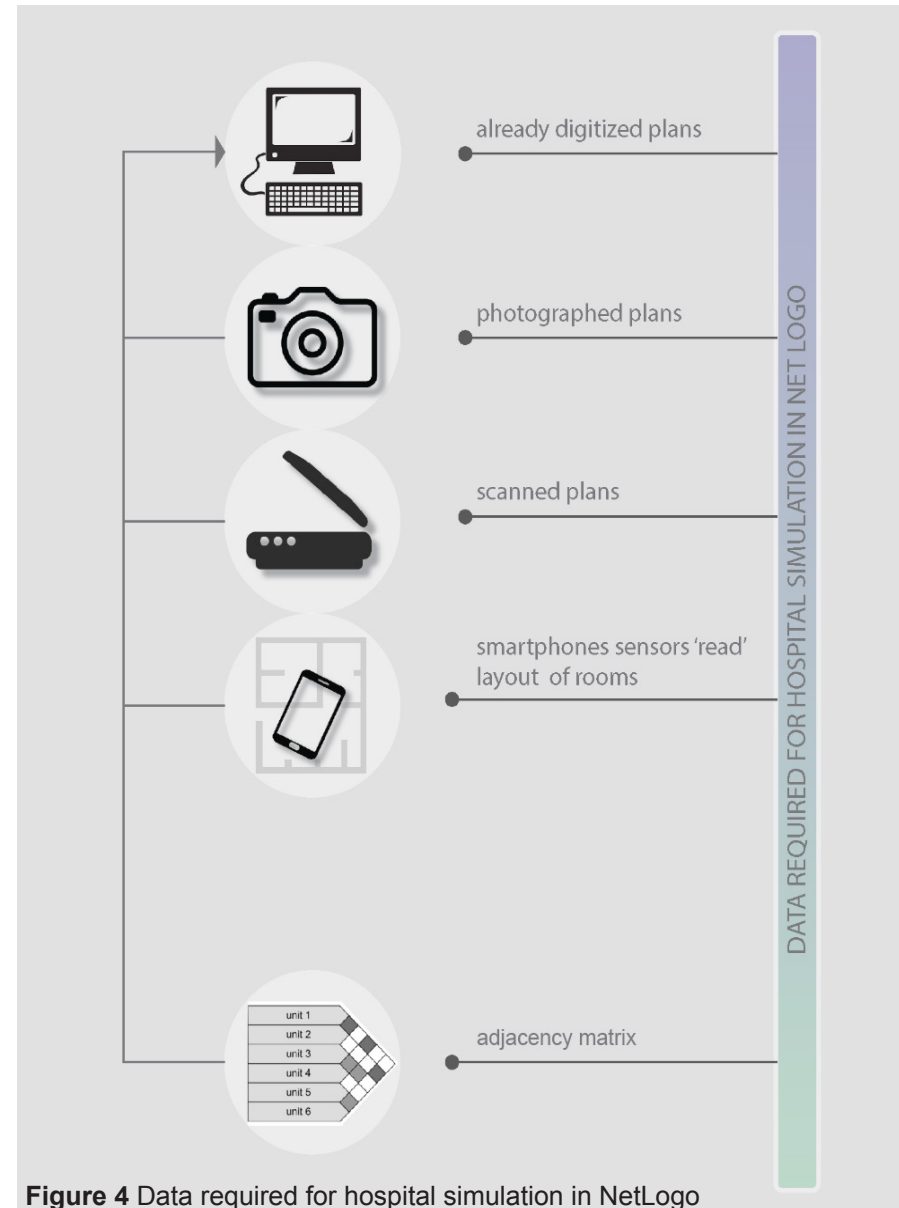 already digitized plans
photographed plans
scanned plans
smartphones sensors ‘read’
layout of rooms
unit 1
unit 2
unit 3
unit 4
unit 5
unit 6
adjacency matrix
DATA REQUIRED FOR HOSPITAL SIMULATION IN NET LOGO
Figure 4 Data required for hospital simulation in NetLogo